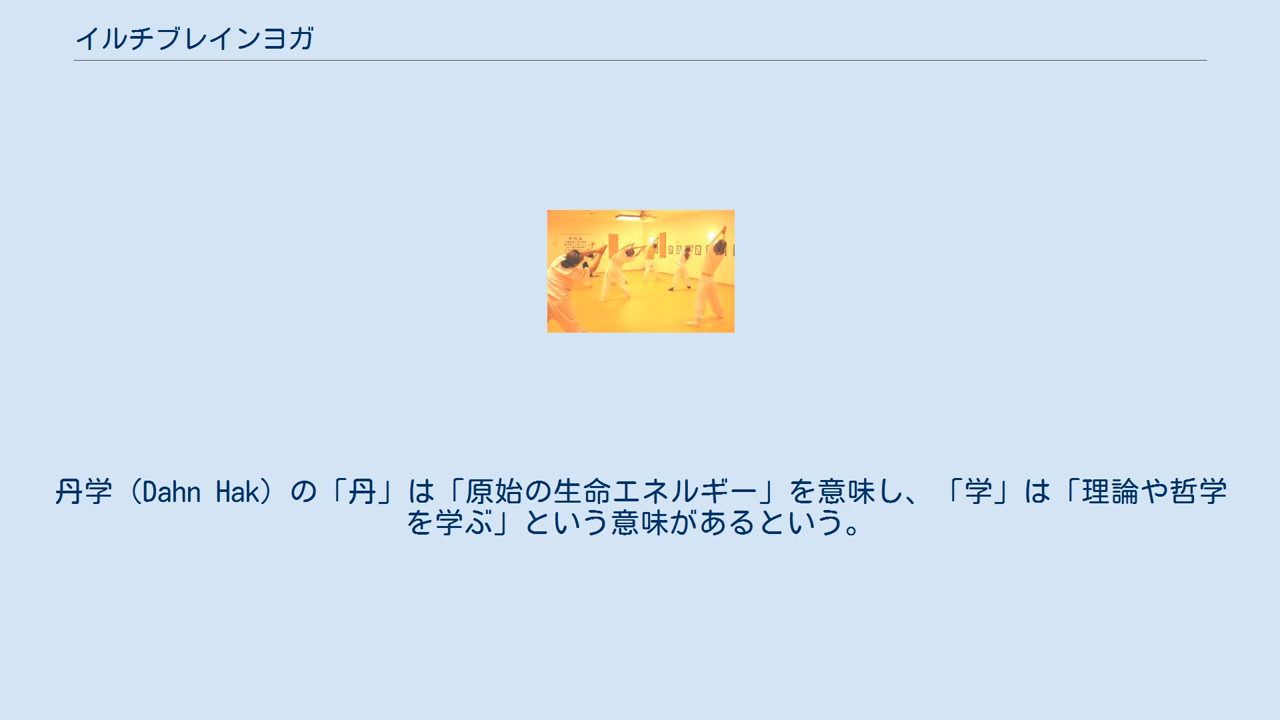 イルチブレインヨガ
丹学（Dahn Hak）の「丹」は「原始の生命エネルギー」を意味し、「学」は「理論や哲学
を学ぶ」という意味があるという。